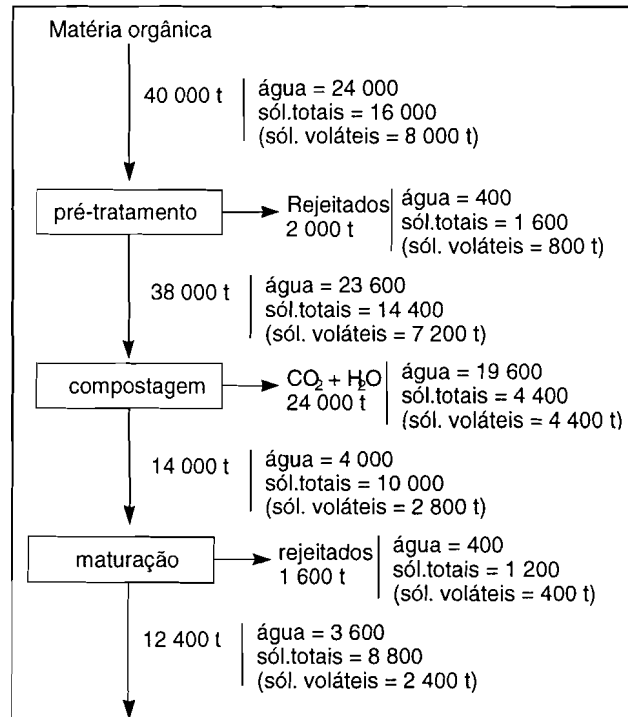 Matéria orgânica
40 000 t
água = 24 000
sól.totais = 16 000
(sól. voláteis = 8 000 t)
pré-tratamento
Rejeitados
2 000 t
água = 400
sól.totais = 1 600
(sól. voláteis = 800 t)
38 000 t
água = 23 600
sól.totais = 14 400
(sól. voláteis = 7 200 t)
compostagem
CO2 + H2O
24 000 t
água = 19 600
sól.totais = 4 400
(sól. voláteis = 4 400 t)
14 000 t
água = 4 000
sól.totais = 10 000
(sól. voláteis = 2 800 t)
maturação
rejeitados
1 600 t
água = 400
sól.totais = 1 200
(sól. voláteis = 400 t)
12 400 t
água = 3 600
sól.totais = 8 800
(sól. voláteis = 2 400 t)